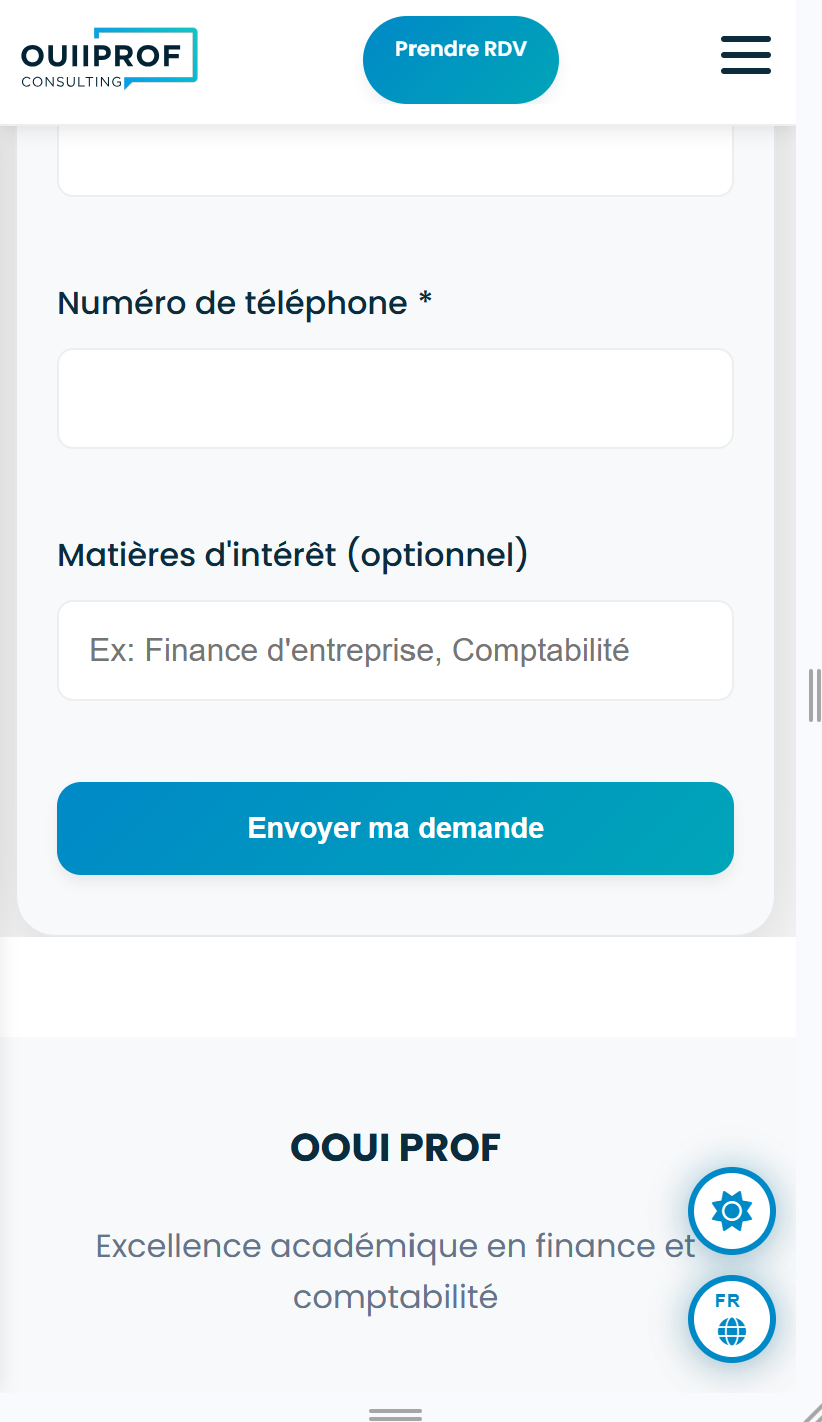 OUIIPROF
CONSULTING
Prendre RDV
Numéro de téléphone *
Matières d'intérêt (optionnel)
Ex: Finance d'entreprise, Comptabilité
Envoyer ma demande
OOUI PROF
Excellence académique en finance et
comptabilité
FR